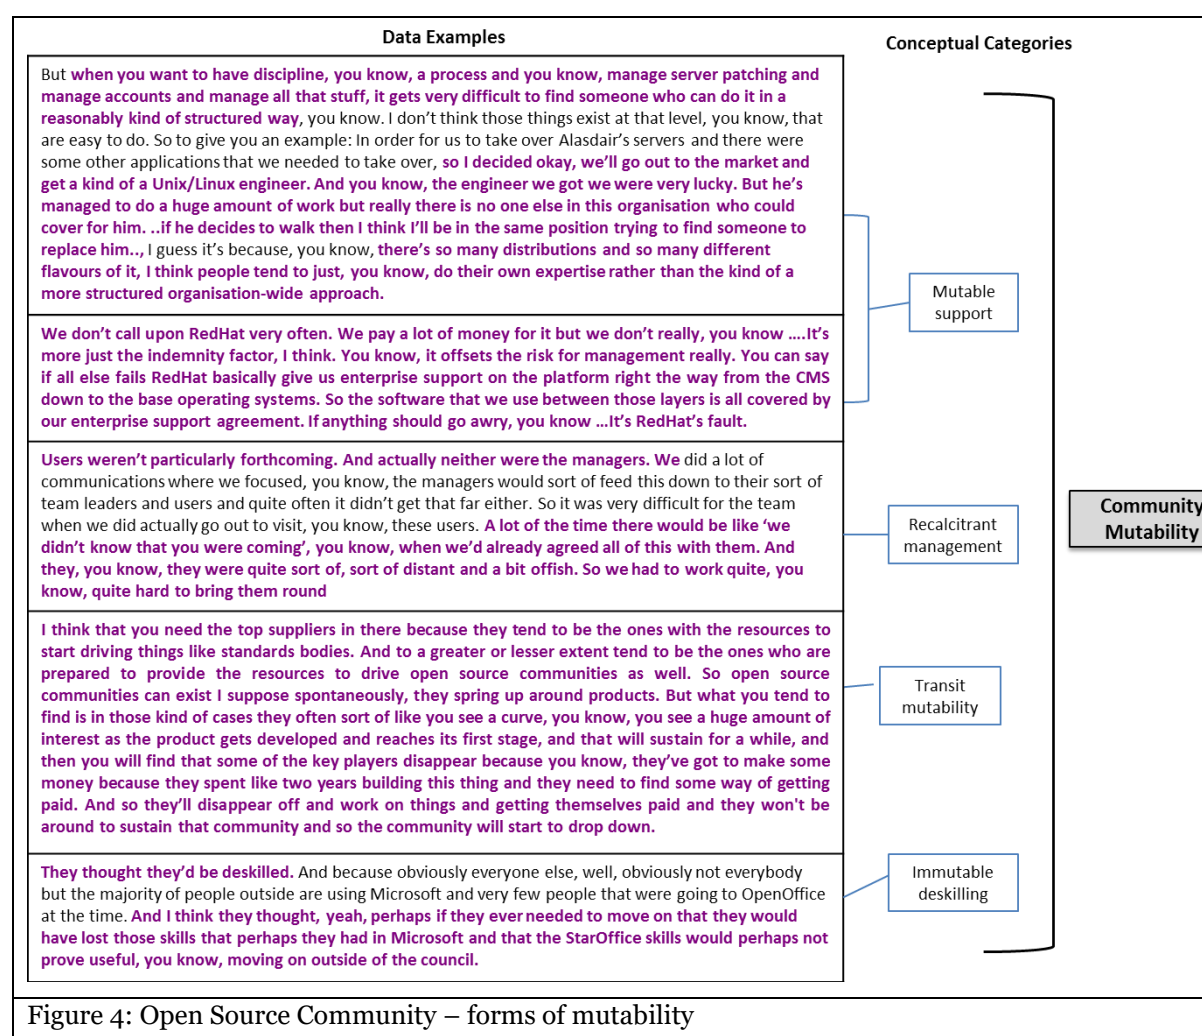 Data Examples
Conceptual Categories
But when you want to have discipline, you know, a process and you know, manage server patching and
manage accounts and manage all that stuff, it gets very difficult to find someone who can do it in a
reasonably kind of structured way, you know. I don’t think those things exist at that level, you know, that
are easy to do. So to give you an example: In order for us to take over Alasdair’s servers and there were
some other applications that we needed to take over, so I decided okay, we’ll go out to the market and
get a kind of a Unix/Linux engineer. And you know, the engineer we got we were very lucky. But he’s
managed to do a huge amount of work but really there is no one else in this organisation who could
cover for him. ..if he decides to walk then I think I’ll be in the same position trying to find someone to
replace him.., I guess it’s because, you know, there’s so many distributions and so many different
flavours of it, I think people tend to just, you know, do their own expertise rather than the kind of a
more structured organisation-wide approach.
Mutable
support
We don’t call upon RedHat very often. We pay a lot of money for it but we don’t really, you know ….It’s
more just the indemnity factor, I think. You know, it offsets the risk for management really. You can say
if all else fails RedHat basically give us enterprise support on the platform right the way from the CMS
down to the base operating systems. So the software that we use between those layers is all covered by
our enterprise support agreement. If anything should go awry, you know …It’s RedHat’s fault.
Users weren’t particularly forthcoming. And actually neither were the managers. We did a lot of
communications where we focused, you know, the managers would sort of feed this down to their sort of
team leaders and users and quite often it didn’t get that far either. So it was very difficult for the team
when we did actually go out to visit, you know, these users. A lot of the time there would be like ‘we
didn’t know that you were coming’, you know, when we’d already agreed all of this with them. And
they, you know, they were quite sort of, sort of distant and a bit offish. So we had to work quite, you
know, quite hard to bring them round
Recalcitrant
management
Community
Mutability
I think that you need the top suppliers in there because they tend to be the ones with the resources to
start driving things like standards bodies. And to a greater or lesser extent tend to be the ones who are
prepared to provide the resources to drive open source communities as well. So open source
communities can exist I suppose spontaneously, they spring up around products. But what you tend to
find is in those kind of cases they often sort of like you see a curve, you know, you see a huge amount of
interest as the product gets developed and reaches its first stage, and that will sustain for a while, and
then you will find that some of the key players disappear because you know, they’ve got to make some
money because they spent like two years building this thing and they need to find some way of getting
paid. And so they’ll disappear off and work on things and getting themselves paid and they won't be
around to sustain that community and so the community will start to drop down.
Transit
mutability
They thought they’d be deskilled. And because obviously everyone else, well, obviously not everybody
but the majority of people outside are using Microsoft and very few people that were going to OpenOffice
at the time. And I think they thought, yeah, perhaps if they ever needed to move on that they would
have lost those skills that perhaps they had in Microsoft and that the StarOffice skills would perhaps not
prove useful, you know, moving on outside of the council.
Immutable
deskilling
Figure 4: Open Source Community – forms of mutability